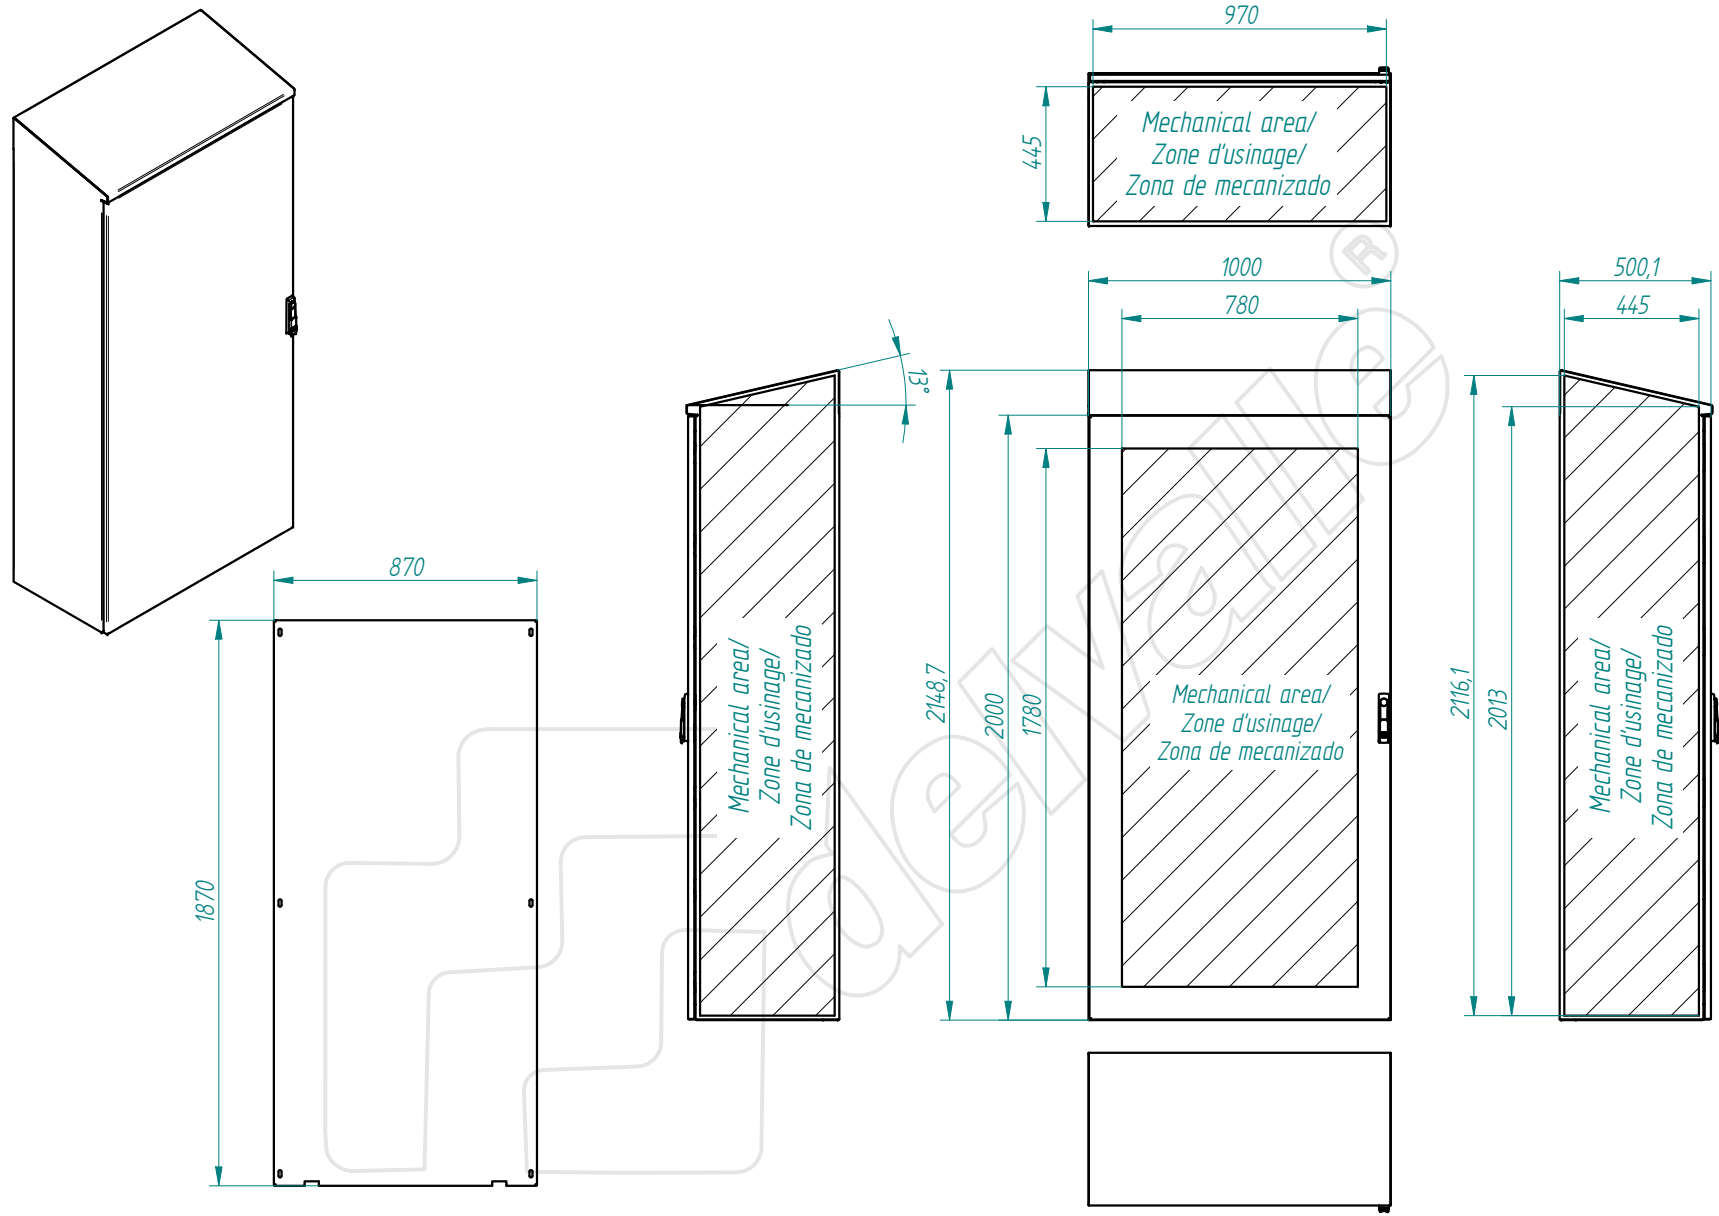 970
445
Mechanical area/
Zone d'usinage/
Zona de mecanizado
®
1000
780
500,1
445
13°
870
1870
Mechanical area/
Zone d'usinage/
Zona de mecanizado
2148,7
2000
1780
Mechanical area/
Zone d'usinage/
Zona de mecanizado
2116,1
2013
Mechanical area/
Zone d'usinage/
Zona de mecanizado
delvalle